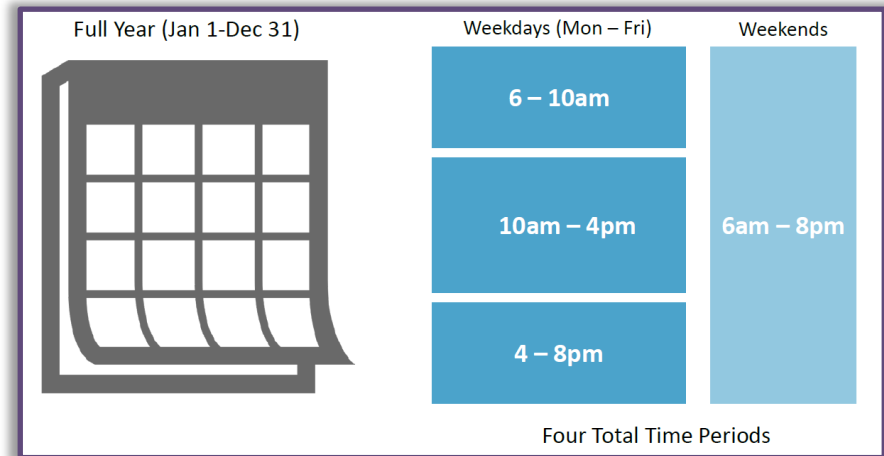 Full Year (Jan 1-Dec 31)
Weekdays (Mon – Fri)
Weekends
6 – 10am
10am – 4pm
6am – 8pm
4 – 8pm
Four Total Time Periods